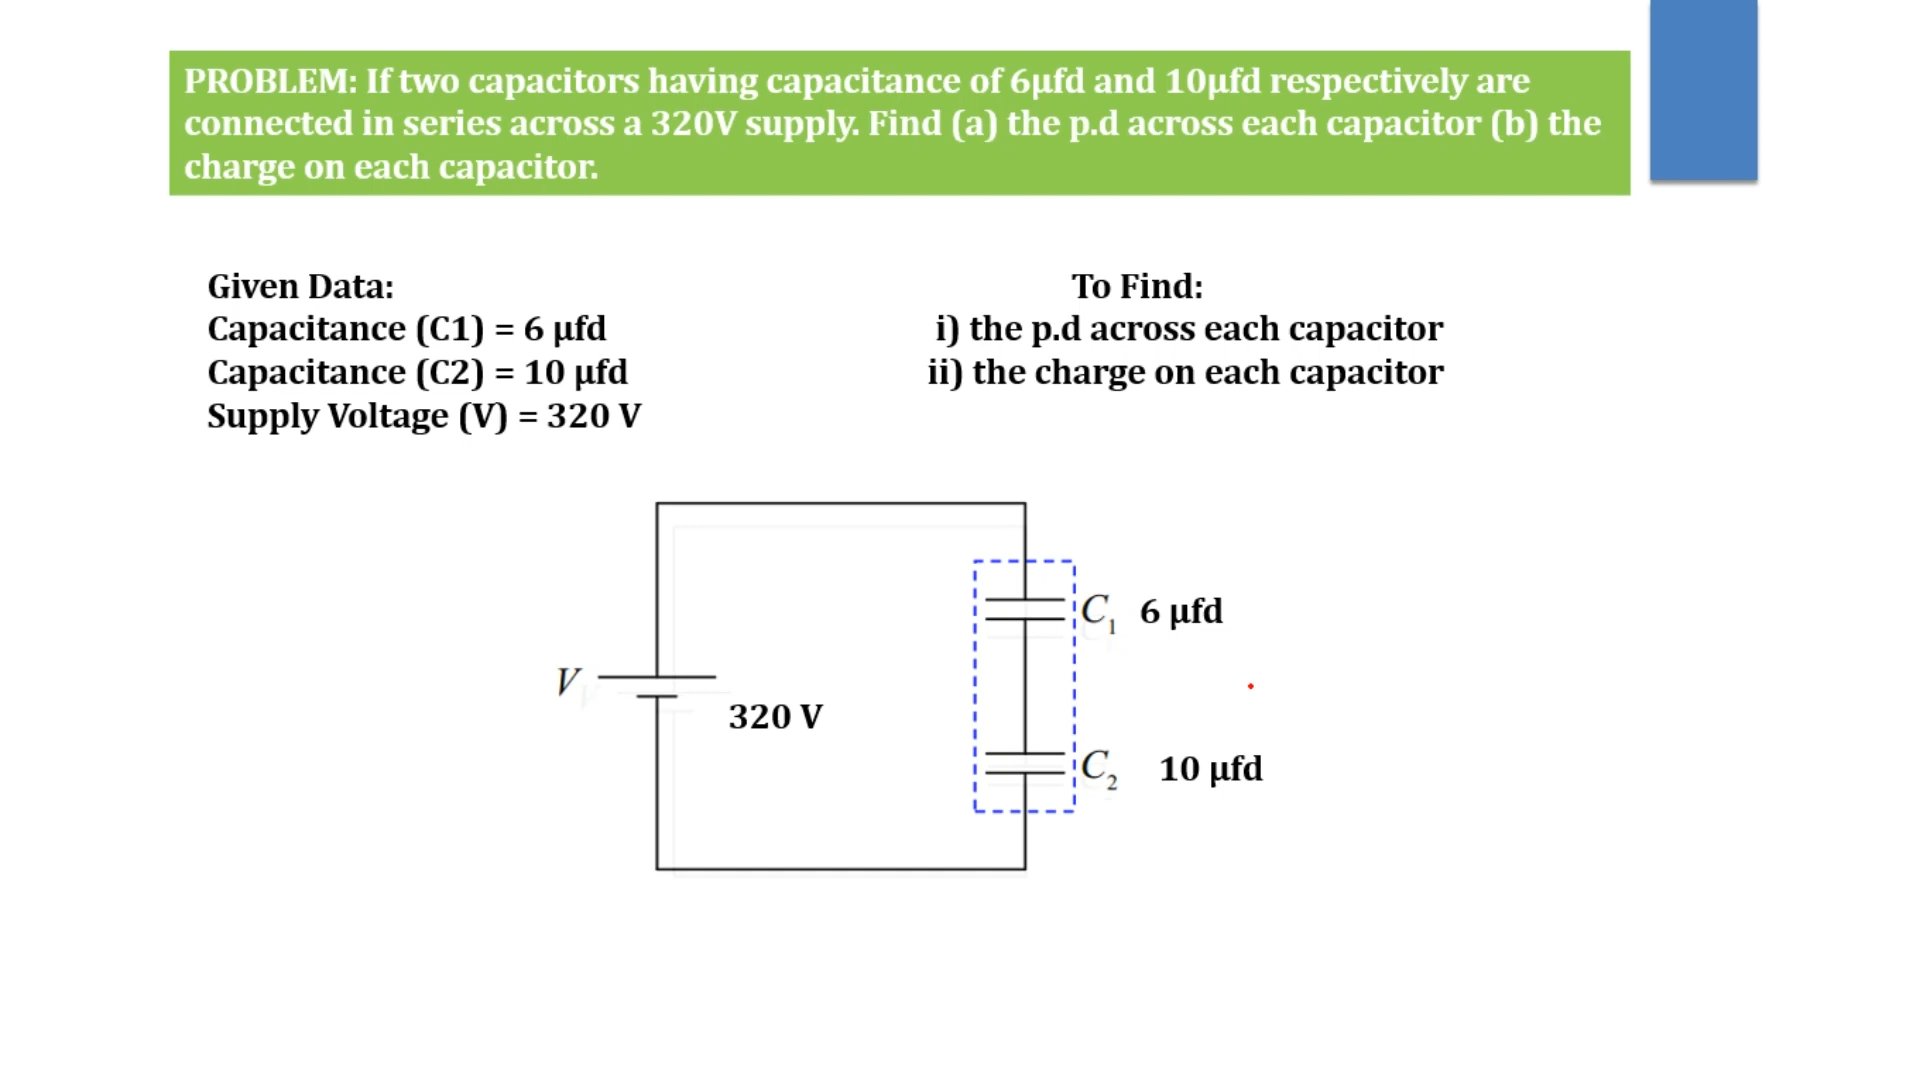 PROBLEM: If two capacitors having capacitance of 6μfd and 10μfd respectively are
connected in series across a 320V supply. Find (a) the p.d across each capacitor (b) the
charge on each capacitor.
Given Data:
Capacitance (C1) = 6 μfd
Capacitance (C2) = 10 μfd
Supply Voltage (V) = 320 V
To Find:
i) the p.d across each capacitor
ii) the charge on each capacitor
C₁ 6 μfd
V
320 V
C₂ 10 μfd